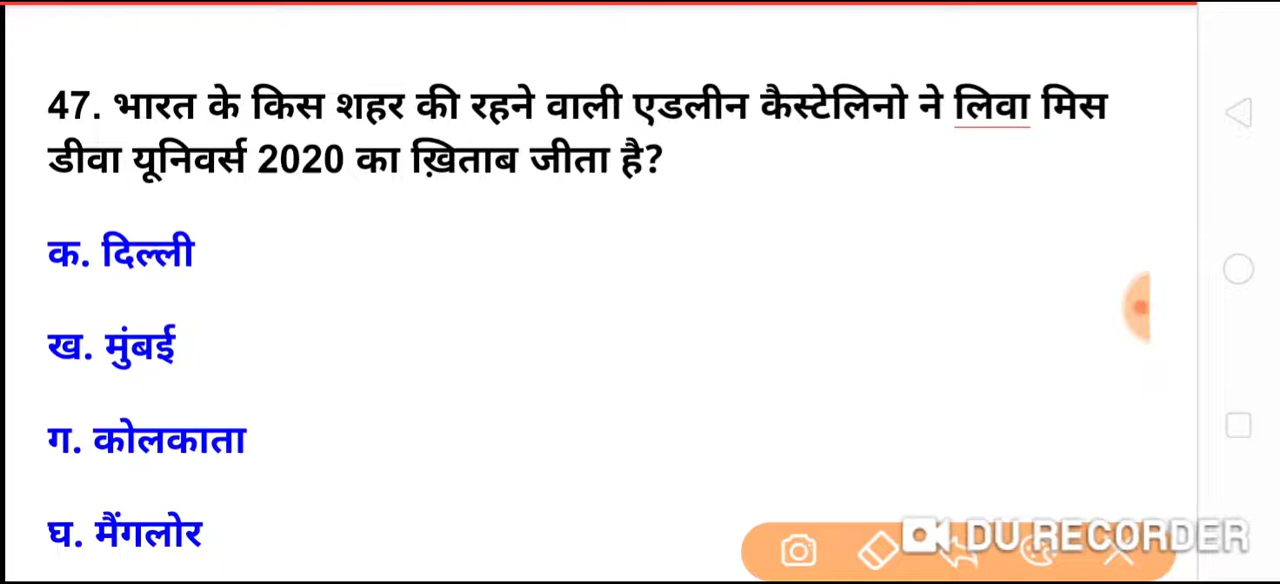 47. भारत के किस शहर की रहने वाली एडलीन कैस्टेलिनो ने लिवा मिस
डीवा यूनिवर्स 2020 का ख़िताब जीता है?
क. दिल्ली
ख. मुंबई
ग. कोलकाता
घ. मैंगलोर
DU RECORDER